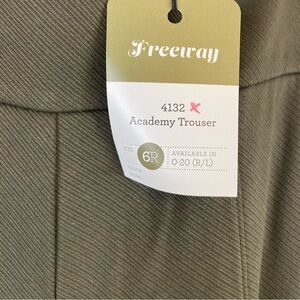 Freeway
4132
Academy Trouser
6R
AVAILABLE IN
0-20 (R/L)